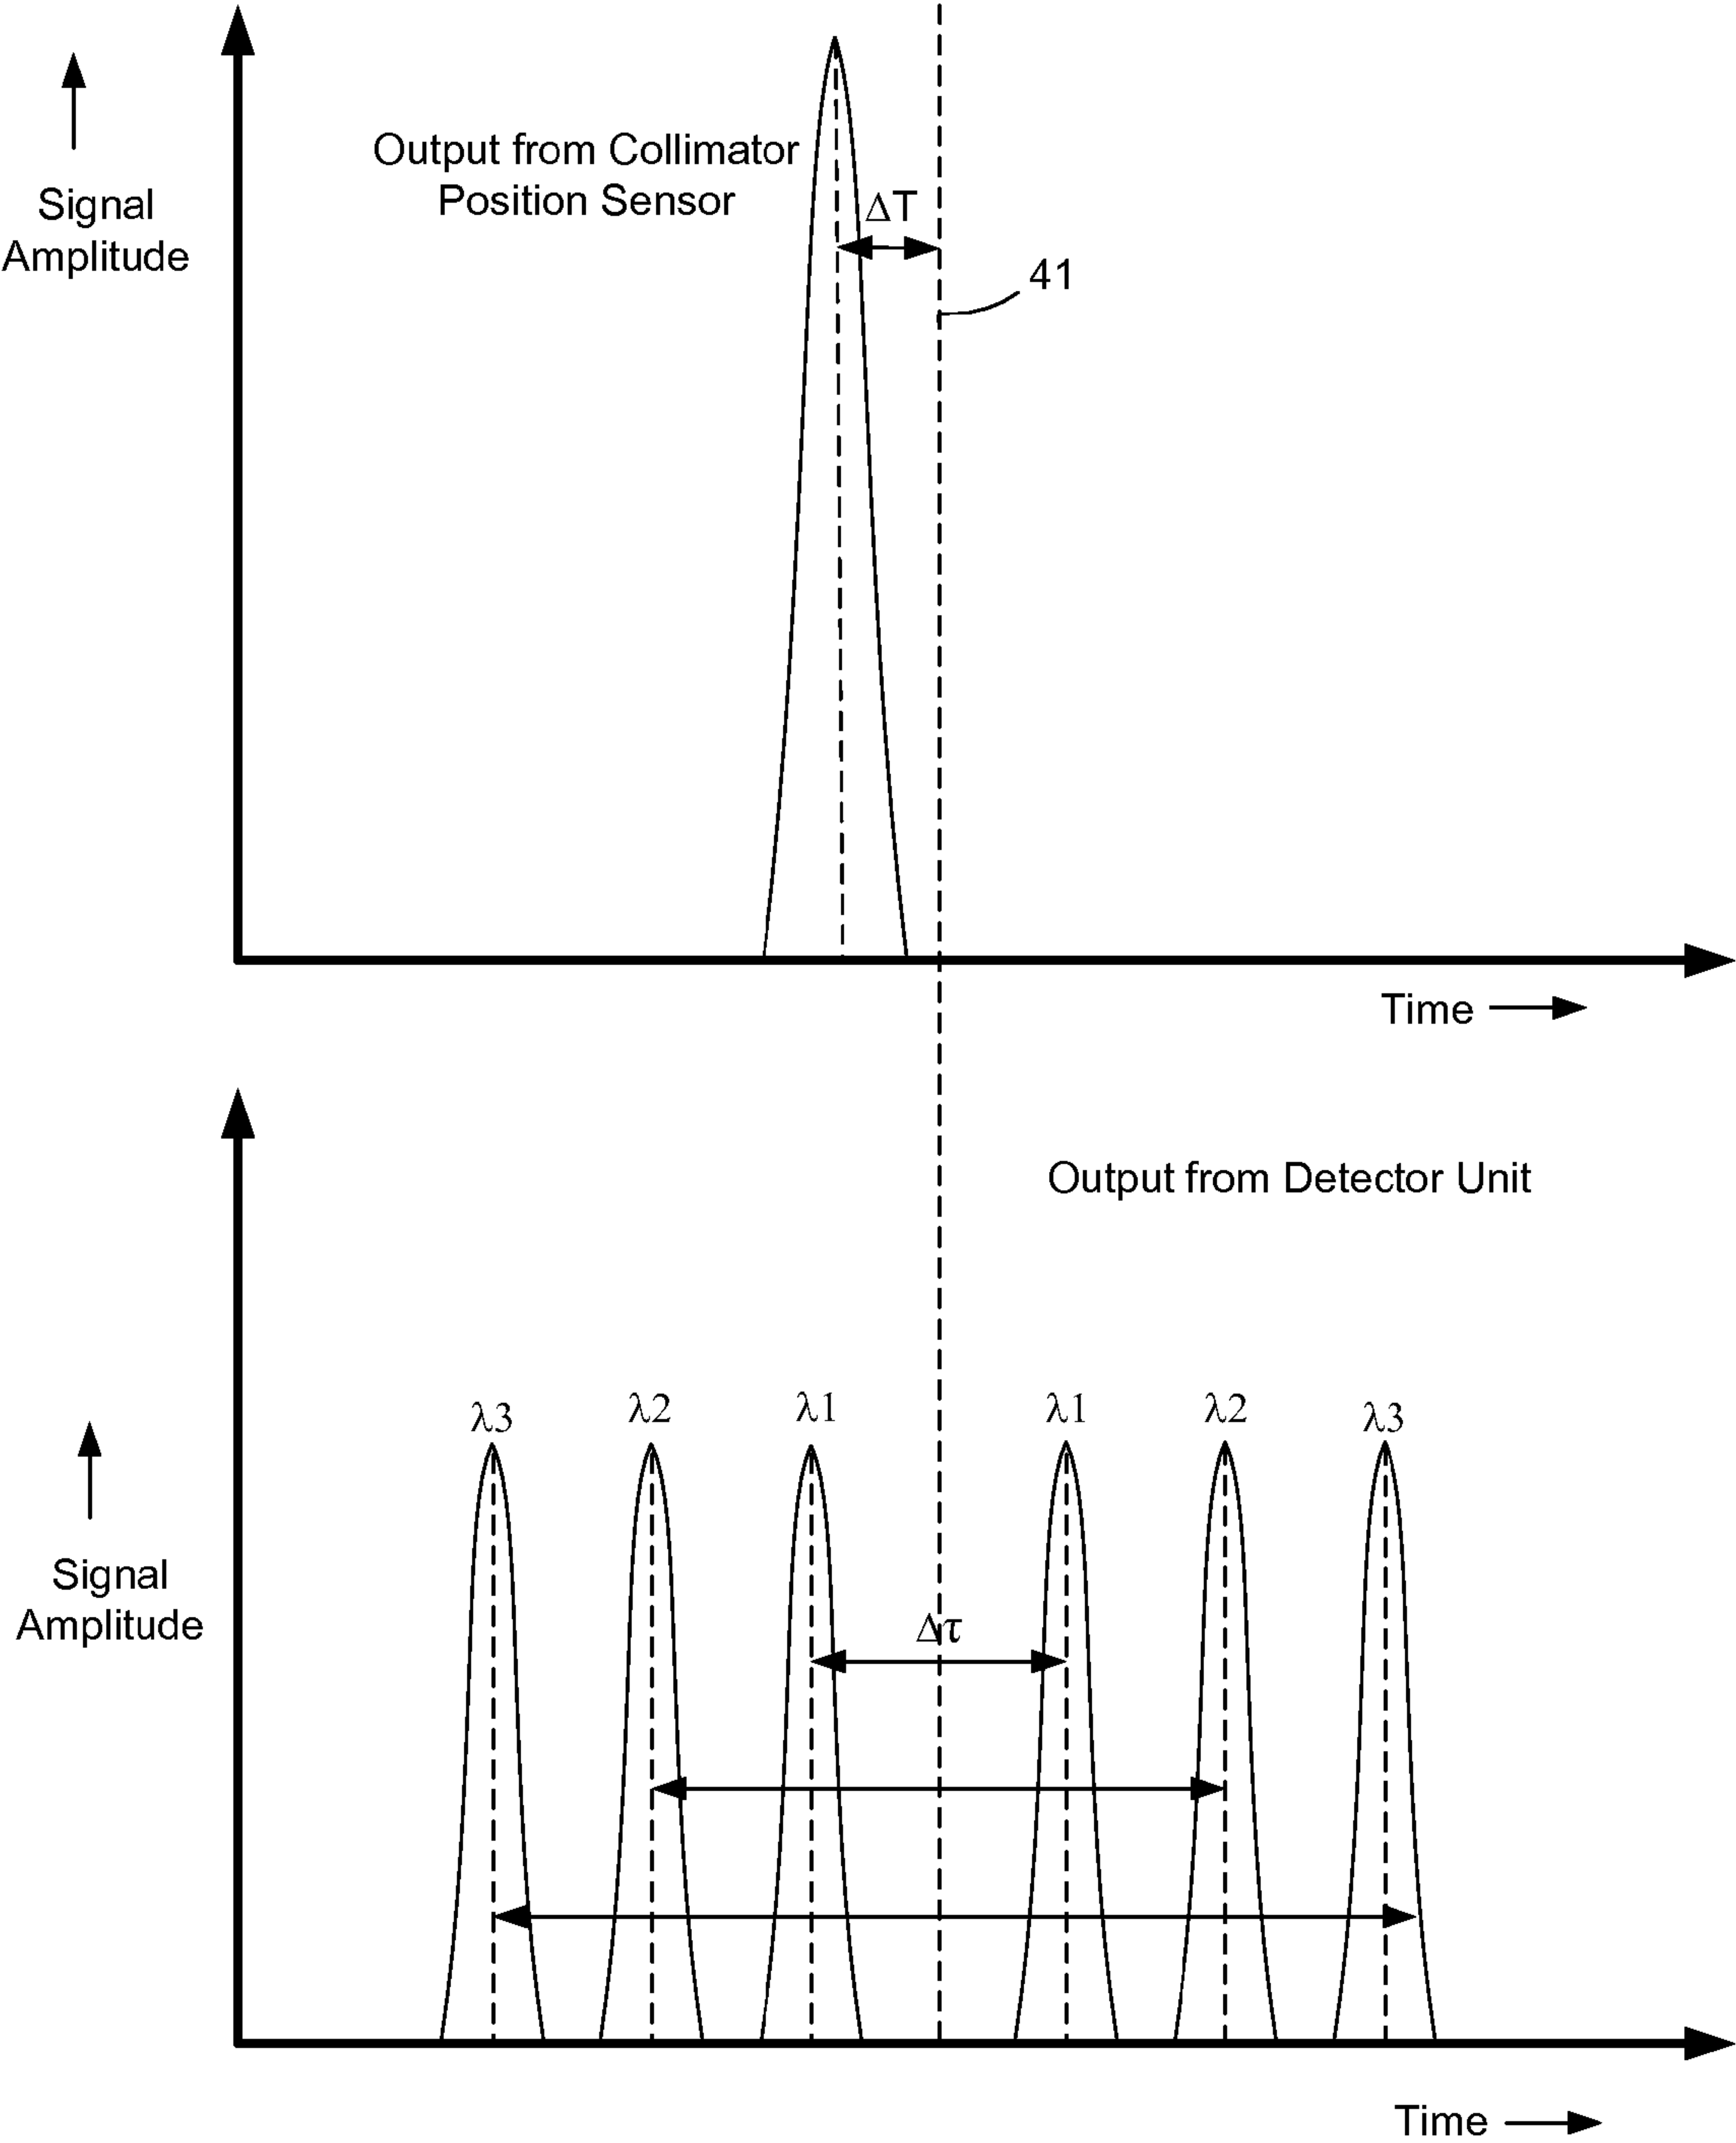 Output from Collimator
Position Sensor
Signal
Amplitude
ΔT
41
Time
Output from Detector Unit
λ3
λ2
λ1
λ1
λ2
λ3
Signal
Amplitude
Δτ
Time